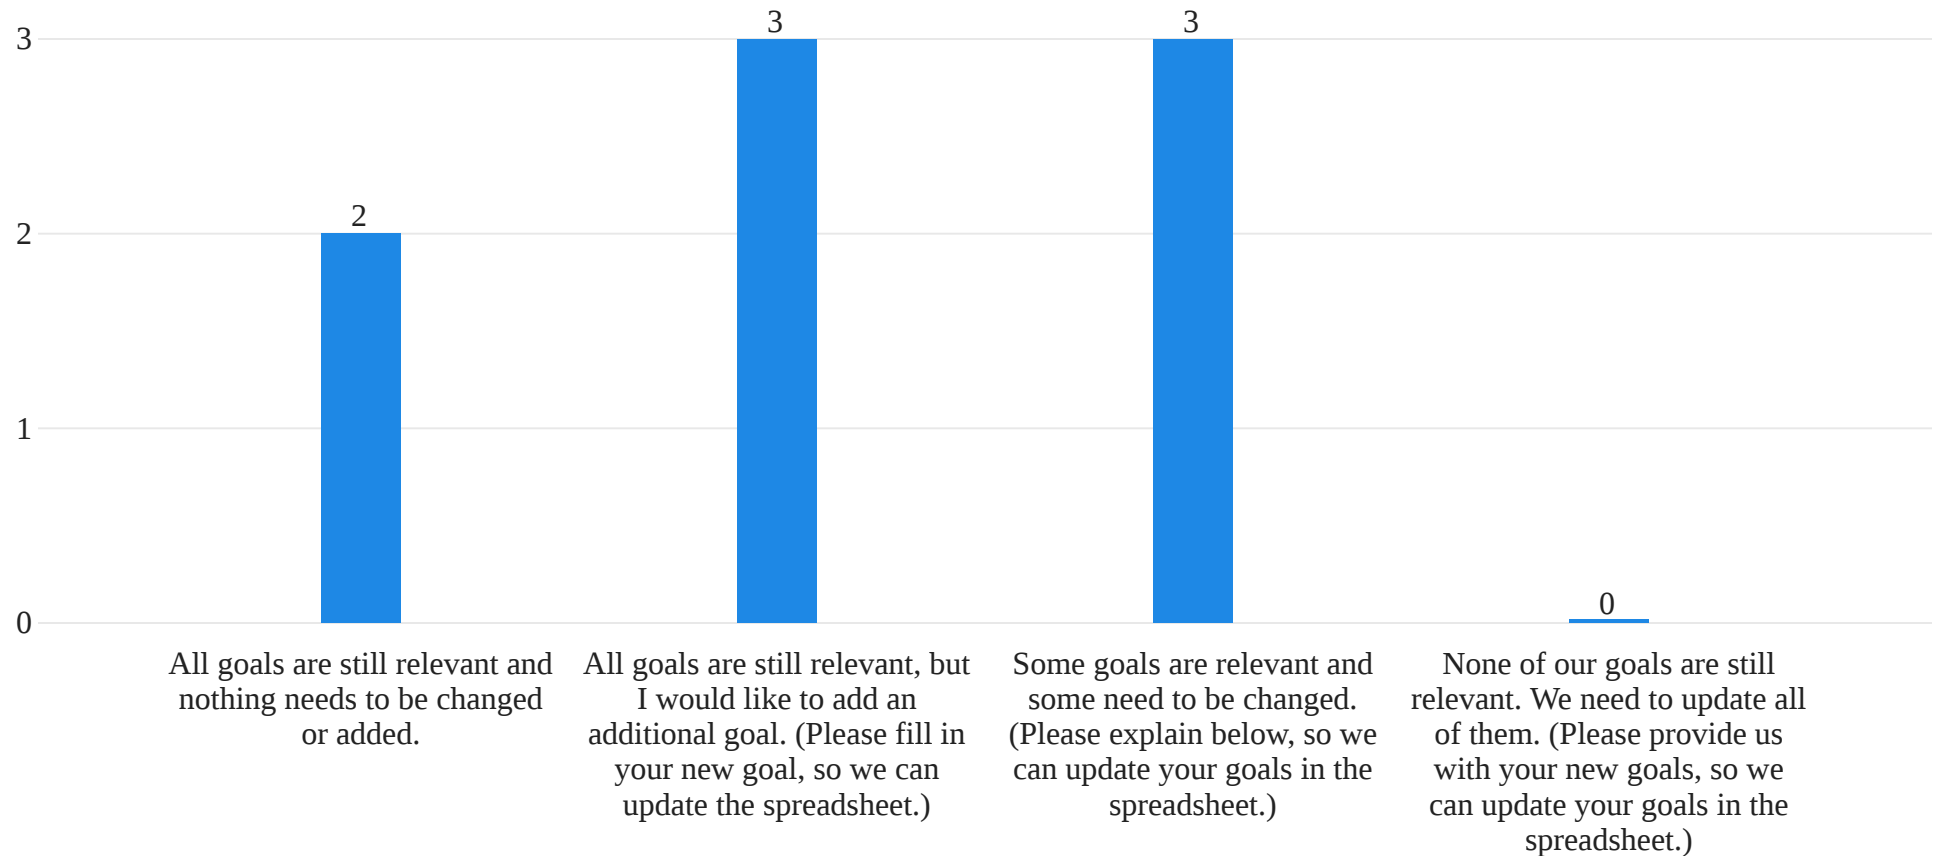 3
3
3
2
2
1
0
0
All goals are still relevant and
nothing needs to be changed
or added.
All goals are still relevant, but
I would like to add an
additional goal. (Please fill in
your new goal, so we can
update the spreadsheet.)
Some goals are relevant and
some need to be changed.
(Please explain below, so we
can update your goals in the
spreadsheet.)
None of our goals are still
relevant. We need to update all
of them. (Please provide us
with your new goals, so we
can update your goals in the
spreadsheet.)